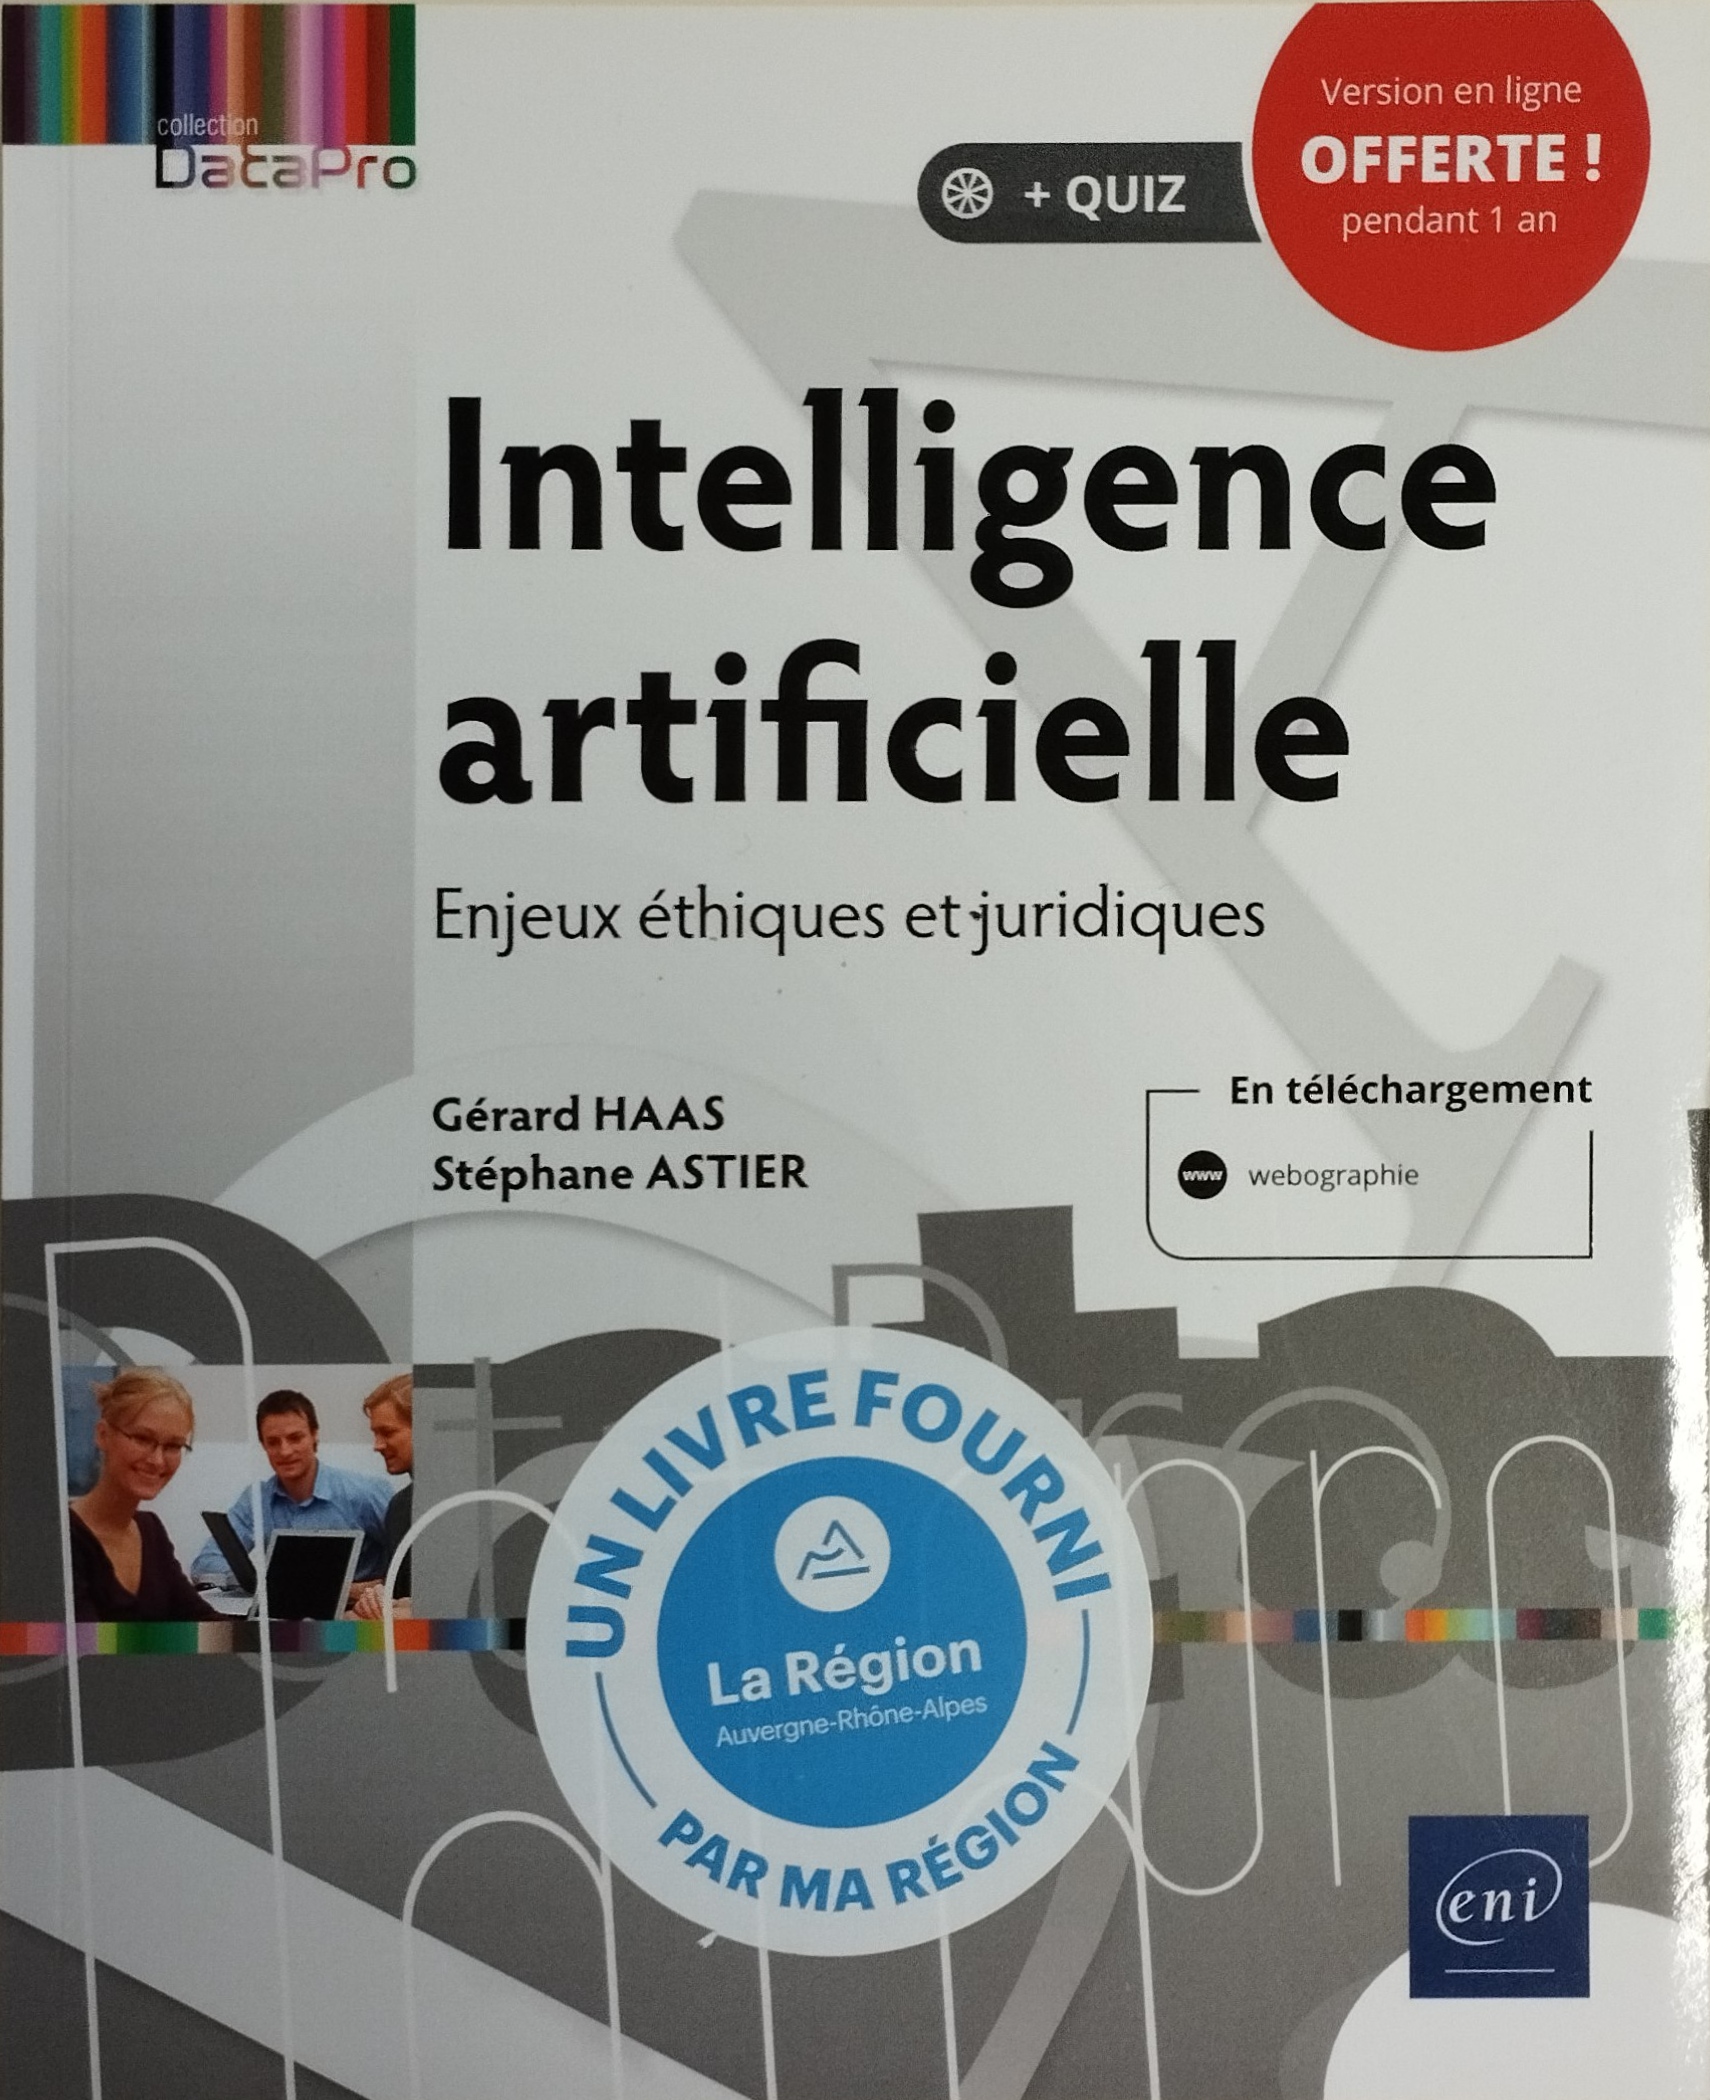 collection
DataPro
+ QUIZ
Version en ligne
OFFERTE !
pendant 1 an
Intelligence
artificielle
Enjeux éthiques et juridiques
Gérard HAAS
Stéphane ASTIER
En téléchargement
www webographie
UN LIVRE FOURNI
La Région
Auvergne-Rhône-Alpes
PAR MA RÉGION
eni